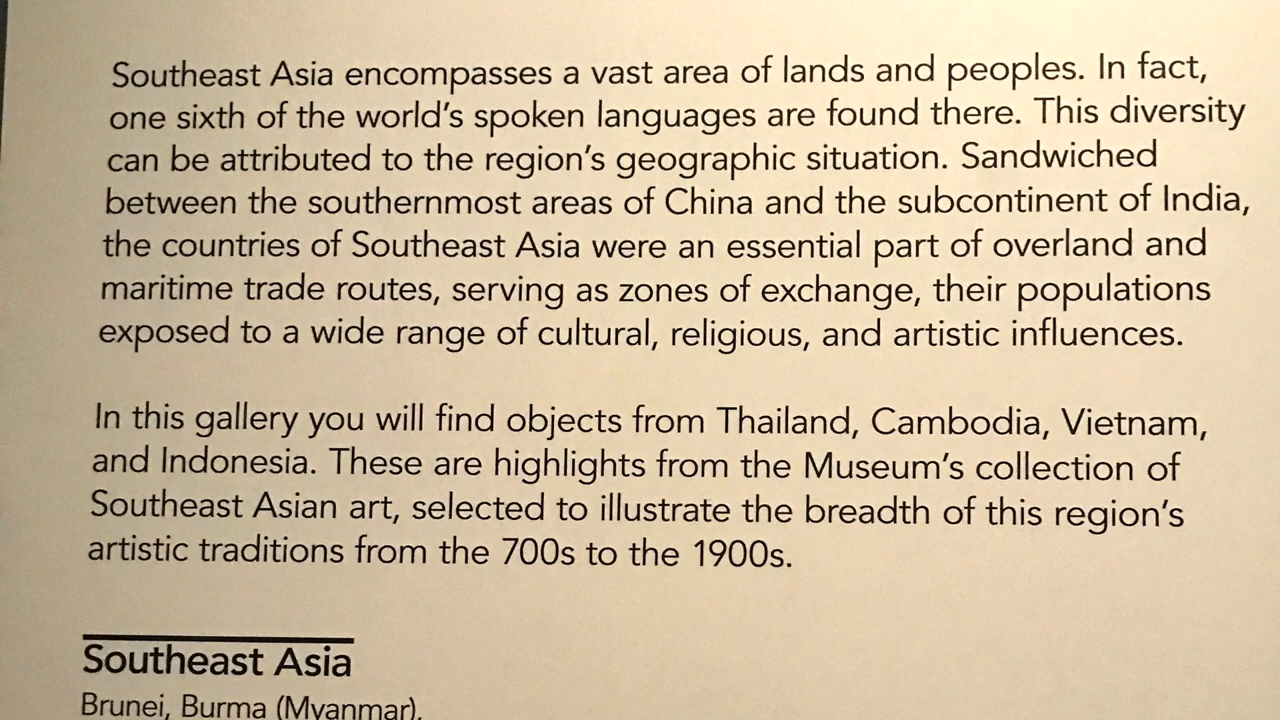 Southeast Asia encompasses a vast area of lands and peoples. In fact,
one sixth of the world's spoken languages are found there. This diversity
can be attributed to the region's geographic situation. Sandwiched
between the southernmost areas of China and the subcontinent of India,
the countries of Southeast Asia were an essential part of overland and
maritime trade routes, serving as zones of exchange, their populations
exposed to a wide range of cultural, religious, and artistic influences.
In this gallery you will find objects from Thailand, Cambodia, Vietnam,
and Indonesia. These are highlights from the Museum's collection of
Southeast Asian art, selected to illustrate the breadth of this region's
artistic traditions from the 700s to the 1900s.
Southeast Asia
Brunei, Burma (Myanmar),